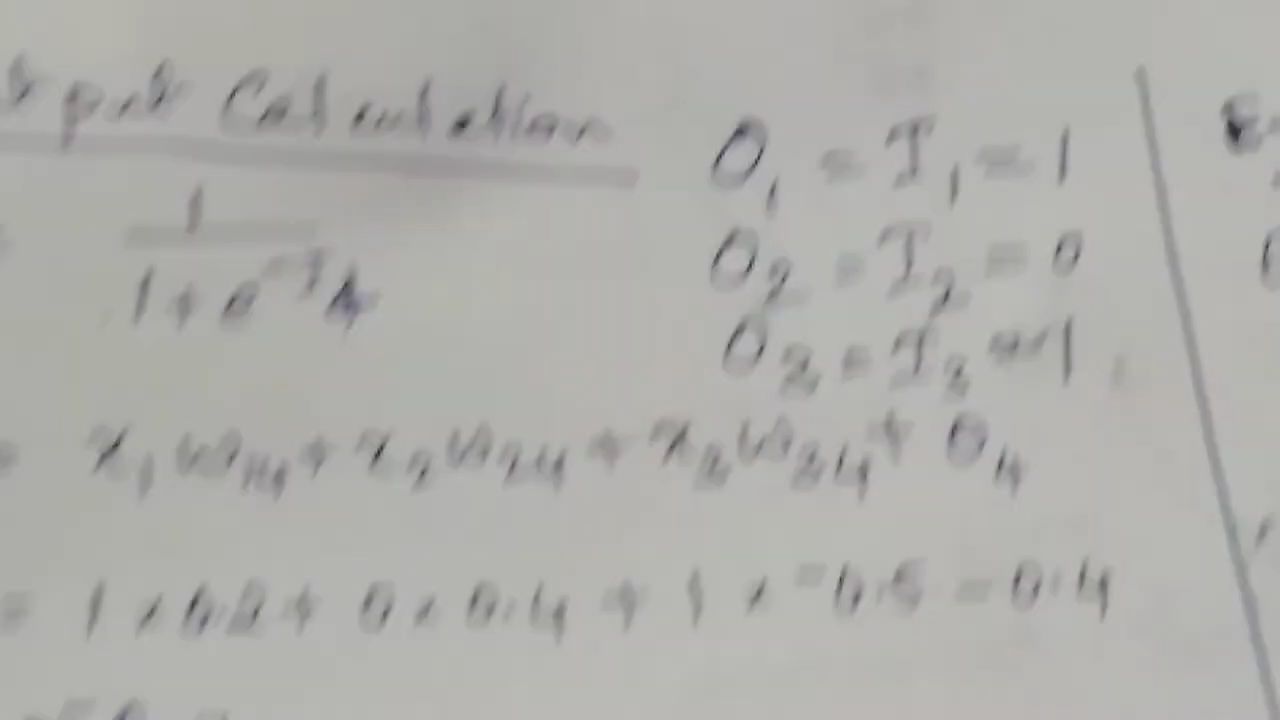 Calculation
O₁ = I₁ = 1
O₂ = I₂ = 0
O₃ = I₃ = 1
1
1 + e^-I4
= x₁w₁₄ + x₂w₂₄ + x₃w₃₄ + θ₄
= 1 × 0.2 + 0 × 0.4 + 1 × -0.5 - 0.4